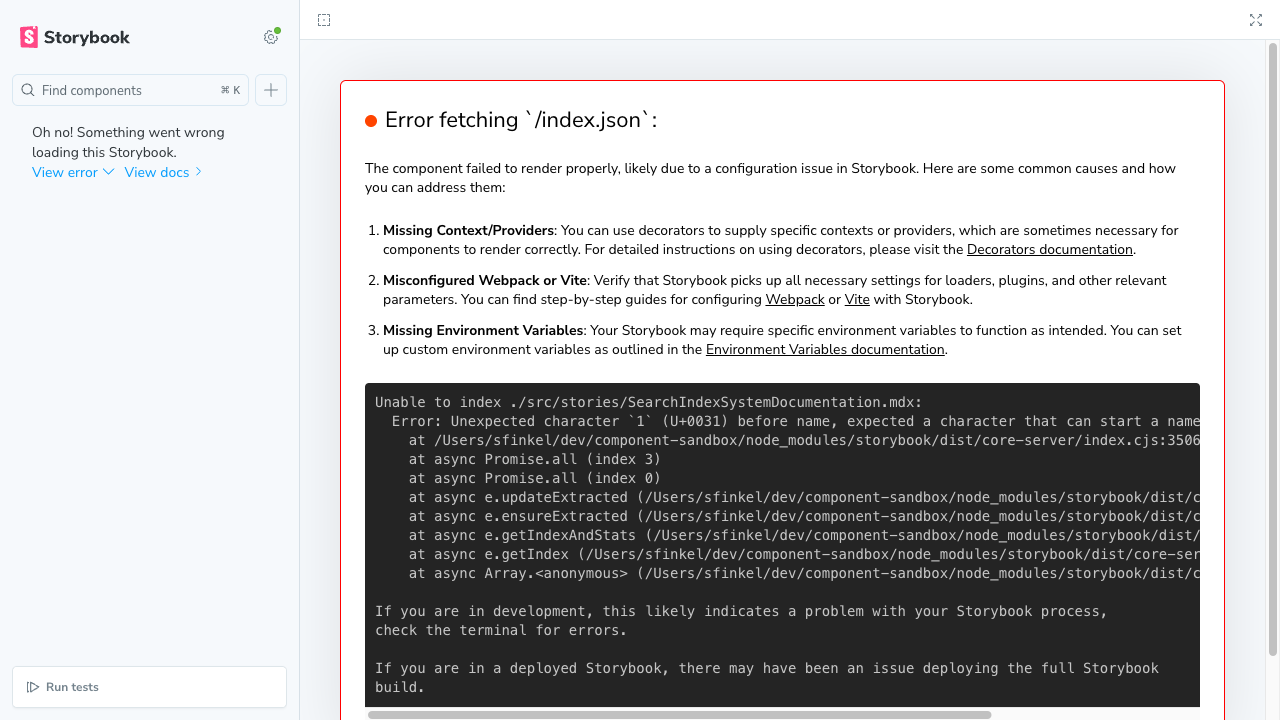 Storybook
Find components
⌘ K
Oh no! Something went wrong
loading this Storybook.
View error View docs
Run tests
Error fetching `/index.json`:
The component failed to render properly, likely due to a configuration issue in Storybook. Here are some common causes and how
you can address them:
1. Missing Context/Providers: You can use decorators to supply specific contexts or providers, which are sometimes necessary for
components to render correctly. For detailed instructions on using decorators, please visit the Decorators documentation.
2. Misconfigured Webpack or Vite: Verify that Storybook picks up all necessary settings for loaders, plugins, and other relevant
parameters. You can find step-by-step guides for configuring Webpack or Vite with Storybook.
3. Missing Environment Variables: Your Storybook may require specific environment variables to function as intended. You can set
up custom environment variables as outlined in the Environment Variables documentation.
Unable to index ./src/stories/SearchIndexSystemDocumentation.mdx:
Error: Unexpected character `1` (U+0031) before name, expected a character that can start a name
at /Users/sfinkel/dev/component-sandbox/node_modules/storybook/dist/core-server/index.cjs:3506
at async Promise.all (index 3)
at async Promise.all (index 0)
at async e.updateExtracted (/Users/sfinkel/dev/component-sandbox/node_modules/storybook/dist/c
at async e.ensureExtracted (/Users/sfinkel/dev/component-sandbox/node_modules/storybook/dist/c
at async e.getIndexAndStats (/Users/sfinkel/dev/component-sandbox/node_modules/storybook/dist/
at async e.getIndex (/Users/sfinkel/dev/component-sandbox/node_modules/storybook/dist/core-ser
at async Array.<anonymous> (/Users/sfinkel/dev/component-sandbox/node_modules/storybook/dist/c
If you are in development, this likely indicates a problem with your Storybook process,
check the terminal for errors.
If you are in a deployed Storybook, there may have been an issue deploying the full Storybook
build.